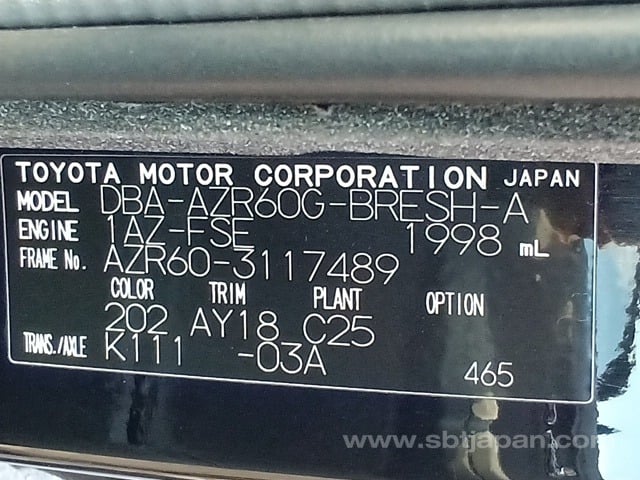 TOYOTA MOTOR CORPORATION JAPAN
MODEL DBA-AZR60G-BRESH-A
ENGINE 1AZ-FSE 1998 mL
FRAME No. AZR60-3117489
COLOR TRIM PLANT OPTION
202 AY18 C25
TRANS./AXLE K111 -03A
465
www.sbtjapan.com